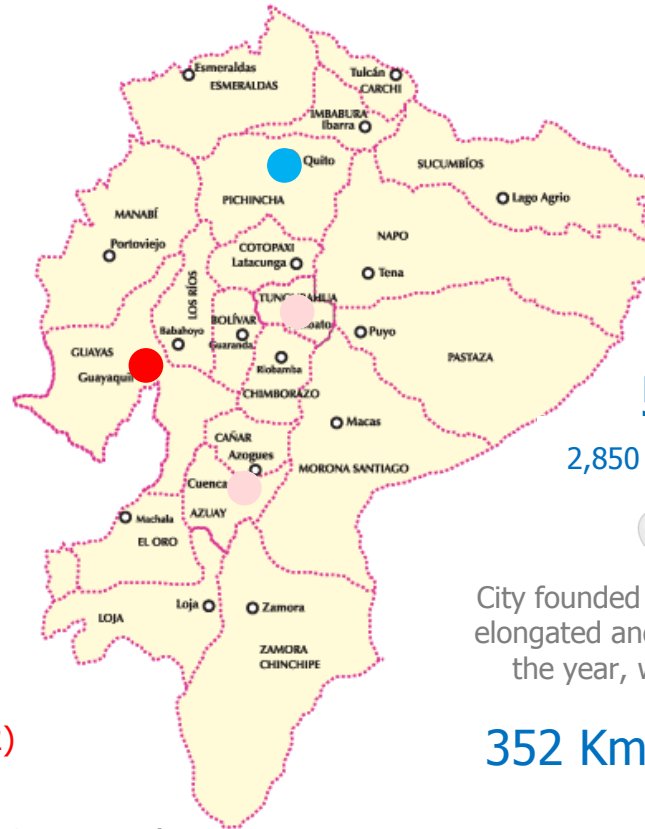 Esmeraldas
ESMERALDAS
Tulcán
CARCHI
IMBABURA
Ibarra
Quito
PICHINCHA
SUCUMBÍOS
Lago Agrio
MANABÍ
Portoviejo
COTOPAXI
Latacunga
NAPO
Tena
LOS RÍOS
BOLÍVAR
Guaranda
Babahoyo
Puyo
PASTAZA
GUAYAS
Guayaquil
Riobamba
CHIMBORAZO
Macas
CAÑAR
Azogues
MORONA SANTIAGO
2,850
Cuenca
AZUAY
Machala
EL ORO
City founded
elongated and
the year, w
LOJA
Loja
Zamora
ZAMORA
CHINCHIPE
)
352 Km